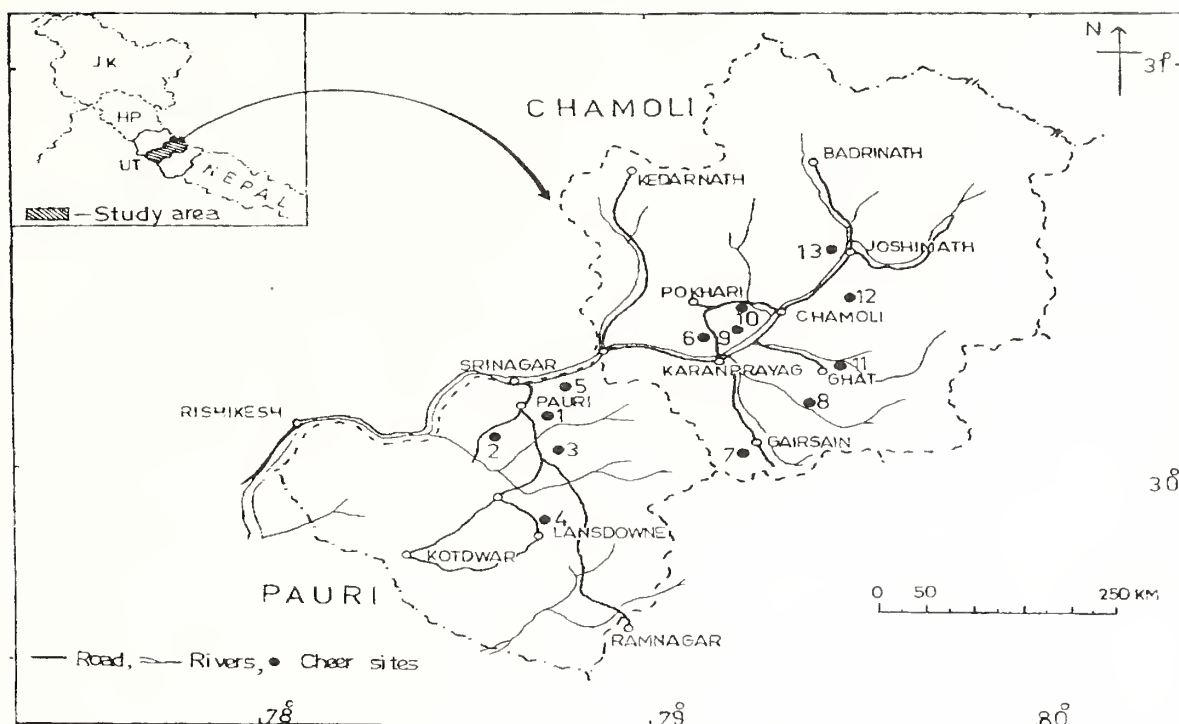 N
31°
JK
HP
UT
NEPAL
- Study area
CHAMOLI
BADRINATH
KEDARNATH
JOSHIMATH
13
12
POKHARI
10
CHAMOLI
6
9
SRINAGAR
KARANPRAYAG
11
GHAT
5
8
PAURI
RISHIKESH
1
2
3
GAIRSAIN
7
30°
4
LANSDOWNE
KOTDWAR
PAURI
0 50 250 KM
RAMNAGAR
— Road, Rivers, ● Cheer sites
78°
79°
80°